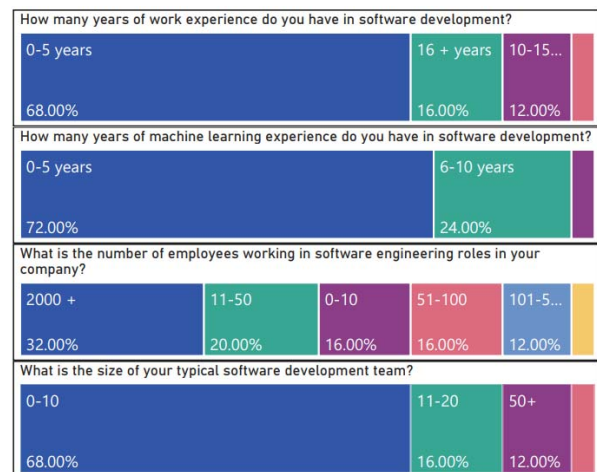 How many years of work experience do you have in software development?
0-5 years 16 + years 10-15...
68.00% 16.00% 12.00%
How many years of machine learning experience do you have in software development?
0-5 years 6-10 years
72.00% 24.00%
What is the number of employees working in software engineering roles in your
company?
2000 + 11-50 0-10 51-100 101-5...
32.00% 20.00% 16.00% 16.00% 12.00%
What is the size of your typical software development team?
0-10 11-20 50+
68.00% 16.00% 12.00%